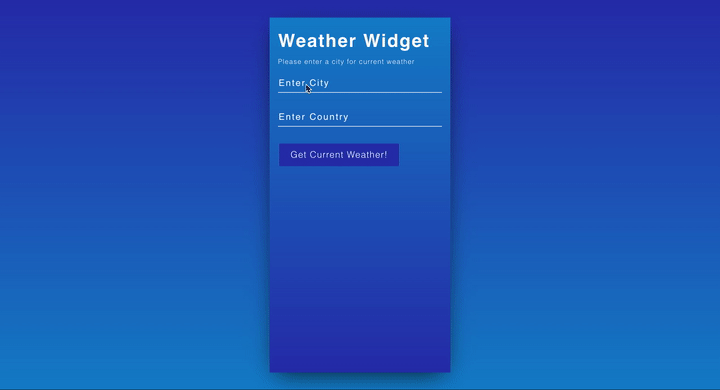 Weather Widget
Please enter a city for current weather
Enter City
Enter Country
Get Current Weather!